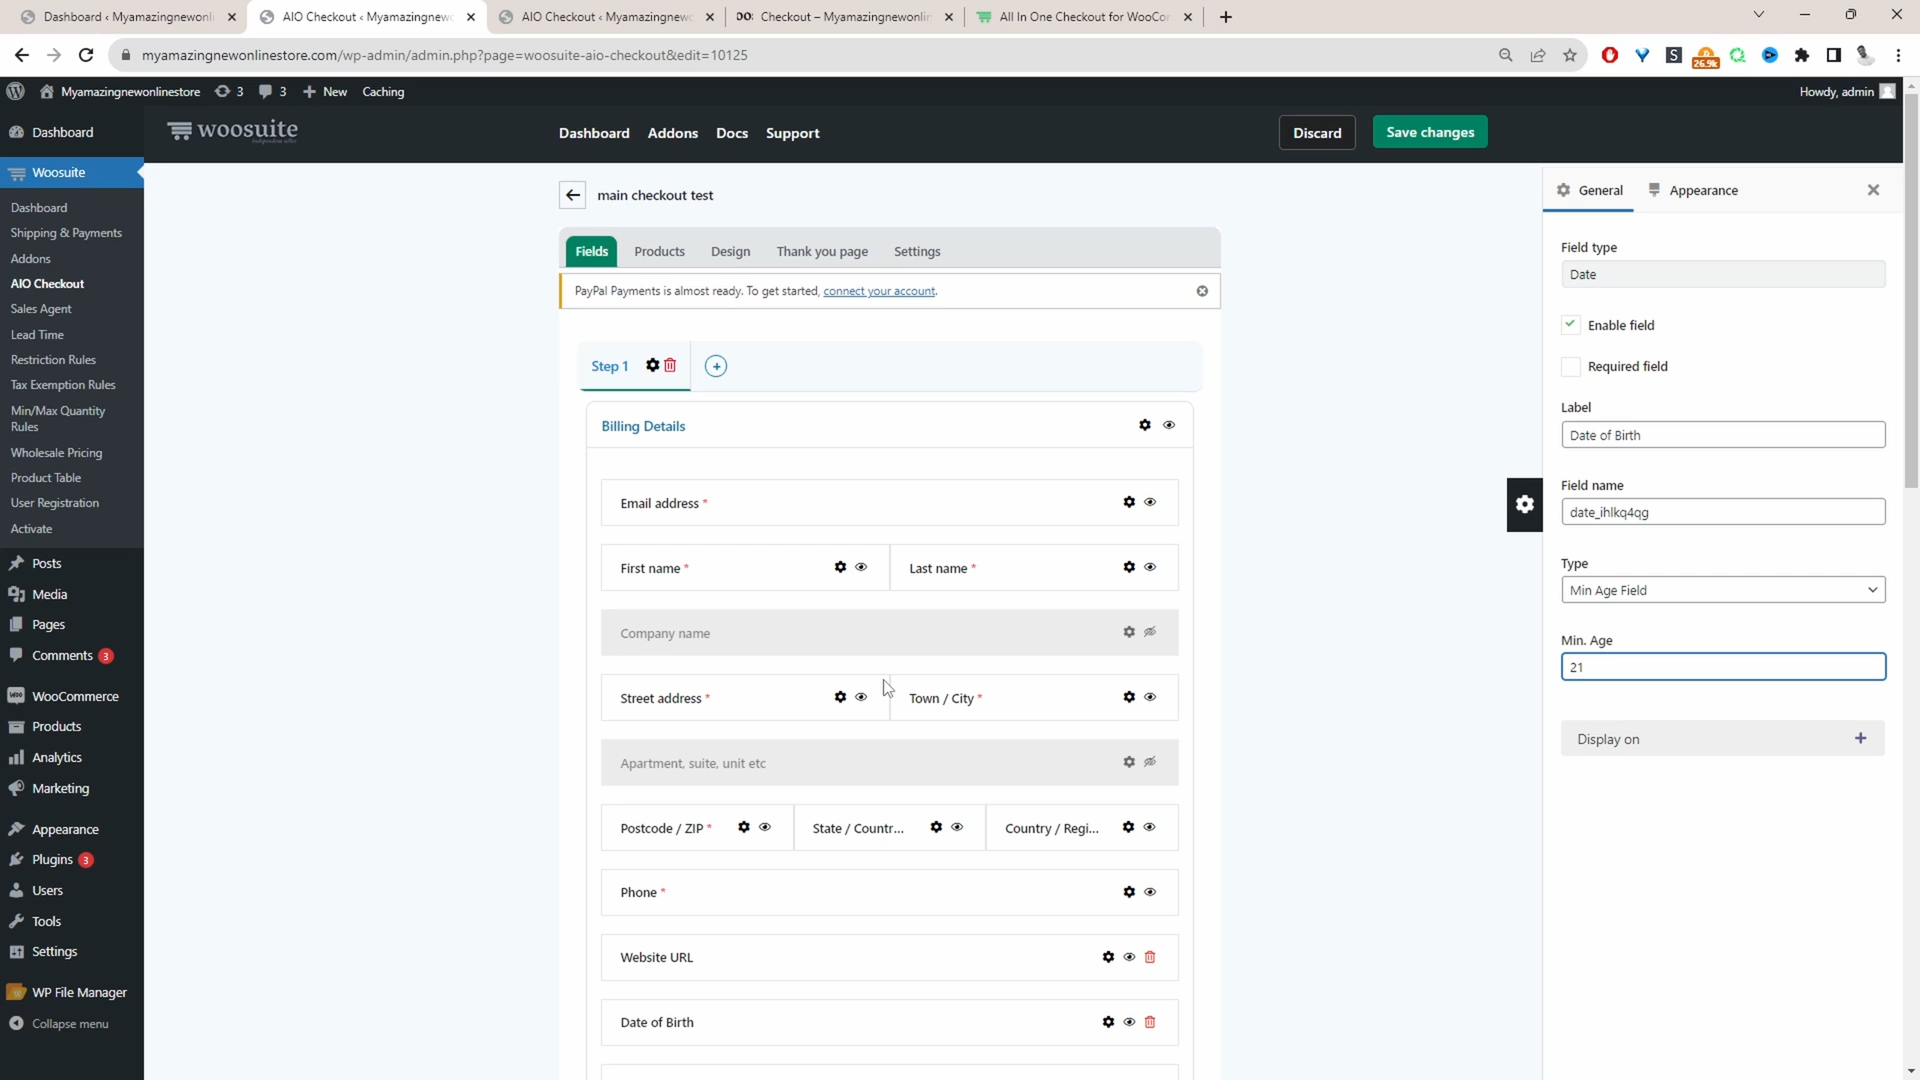 Dashboard ‹ Myamazingnewonli
AIO Checkout ‹ Myamazingnewo
AIO Checkout ‹ Myamazingnewo
Checkout – Myamazingnewonlin
All In One Checkout for WooCor
myamazingnewonlinestore.com/wp-admin/admin.php?page=woosuite-aio-checkout&edit=10125
26.9k
Myamazingnewonlinestore 3 3 New Caching
Howdy, admin
woosuite
Dashboard Addons Docs Support
Discard Save changes
Dashboard
Woosuite
Dashboard
Shipping & Payments
Addons
AIO Checkout
Sales Agent
Lead Time
Restriction Rules
Tax Exemption Rules
Min/Max Quantity
Rules
Wholesale Pricing
Product Table
User Registration
Activate
Posts
Media
Pages
Comments 3
WooCommerce
Products
Analytics
Marketing
Appearance
Plugins 3
Users
Tools
Settings
WP File Manager
Collapse menu
main checkout test
Fields Products Design Thank you page Settings
PayPal Payments is almost ready. To get started, connect your account.
Step 1
Billing Details
Email address *
First name * Last name *
Company name
Street address * Town / City *
Apartment, suite, unit etc
Postcode / ZIP * State / Countr... Country / Regi...
Phone *
Website URL
Date of Birth
General Appearance
Field type
Date
Enable field
Required field
Label
Date of Birth
Field name
date_ihlkq4qg
Type
Min Age Field
Min. Age
21
Display on